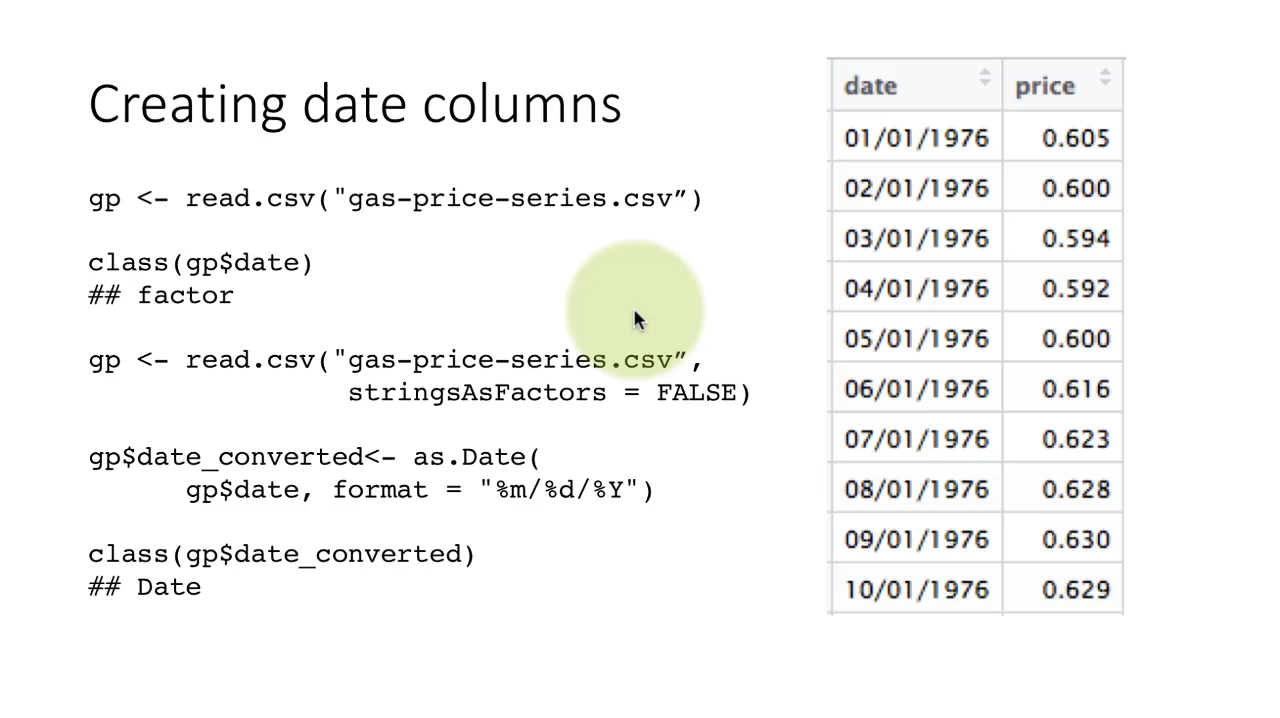 Creating date columns
gp <- read.csv("gas-price-series.csv”)
class(gp$date)
## factor
gp <- read.csv("gas-price-series.csv”,
stringsAsFactors = FALSE)
gp$date_converted<- as.Date(
gp$date, format = "%m/%d/%Y")
class(gp$date_converted)
## Date
date price
01/01/1976 0.605
02/01/1976 0.600
03/01/1976 0.594
04/01/1976 0.592
05/01/1976 0.600
06/01/1976 0.616
07/01/1976 0.623
08/01/1976 0.628
09/01/1976 0.630
10/01/1976 0.629